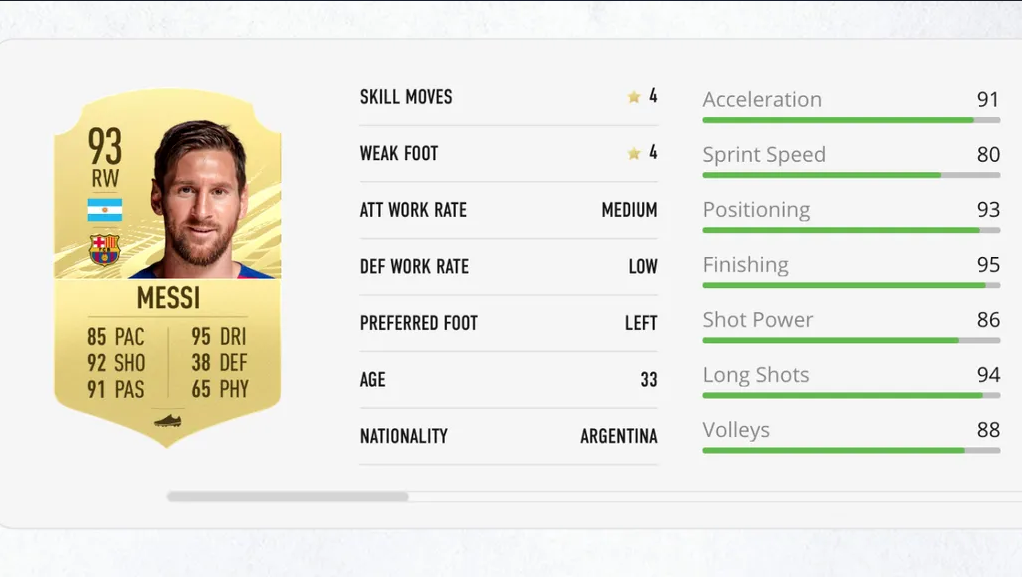 93
RW
MESSI
85 PAC 95 DRI
92 SHO 38 DEF
91 PAS 65 PHY
SKILL MOVES 4
WEAK FOOT 4
ATT WORK RATE MEDIUM
DEF WORK RATE LOW
PREFERRED FOOT LEFT
AGE 33
NATIONALITY ARGENTINA
Acceleration 91
Sprint Speed 80
Positioning 93
Finishing 95
Shot Power 86
Long Shots 94
Volleys 88